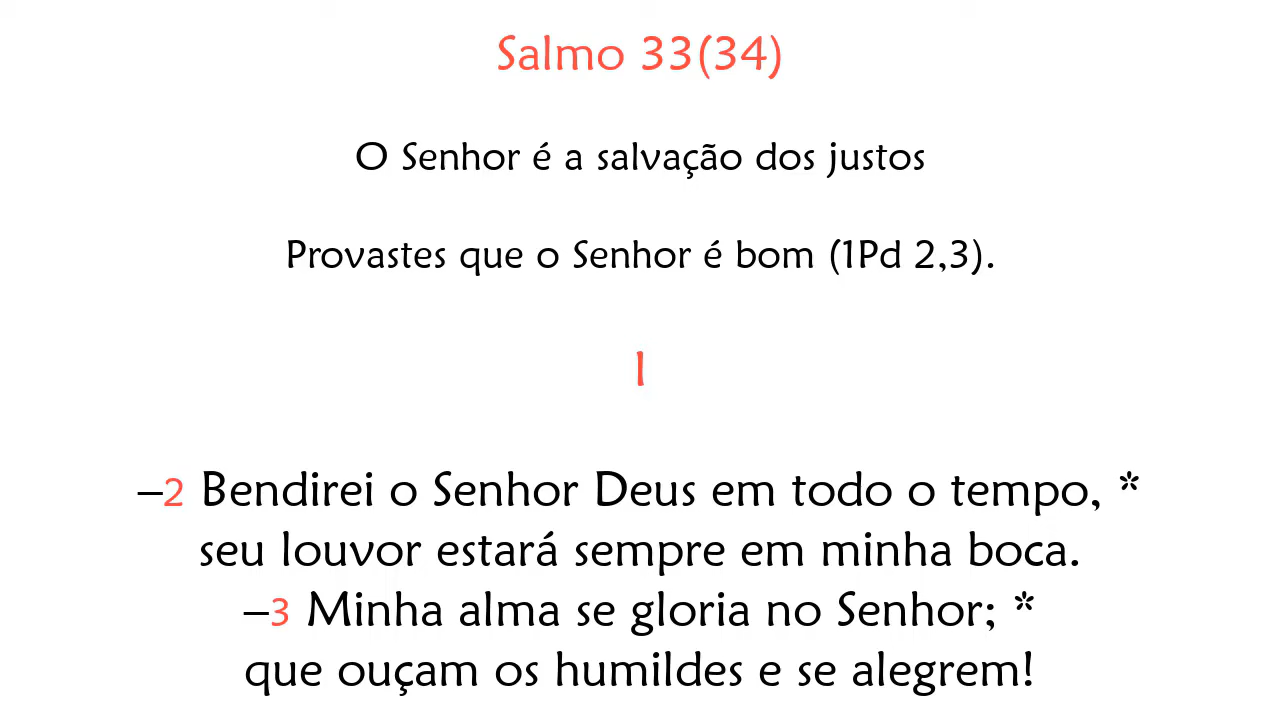 Salmo 33(34)
O Senhor é a salvação dos justos
Provastes que o Senhor é bom (1Pd 2,3).
I
–2 Bendirei o Senhor Deus em todo o tempo, *
seu louvor estará sempre em minha boca.
–3 Minha alma se gloria no Senhor; *
que ouçam os humildes e se alegrem!